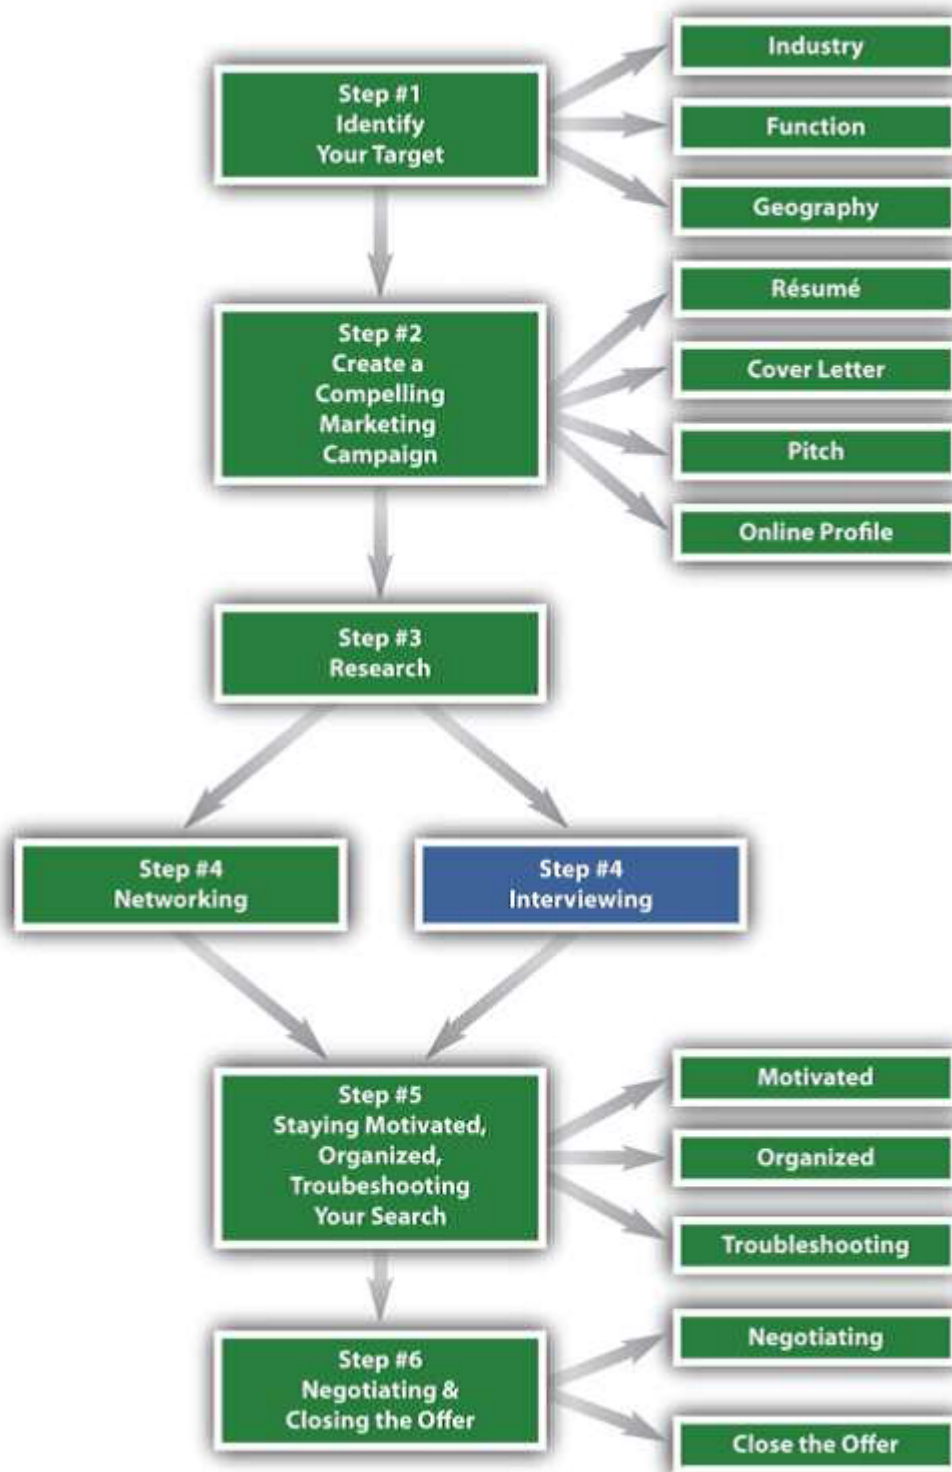 Step #1
Identify
Your Target
Industry
Function
Geography
Step #2
Create a
Compelling
Marketing
Campaign
Résumé
Cover Letter
Pitch
Online Profile
Step #3
Research
Step #4
Networking
Step #4
Interviewing
Step #5
Staying Motivated,
Organized,
Troubeshooting
Your Search
Motivated
Organized
Troubleshooting
Step #6
Negotiating &
Closing the Offer
Negotiating
Close the Offer